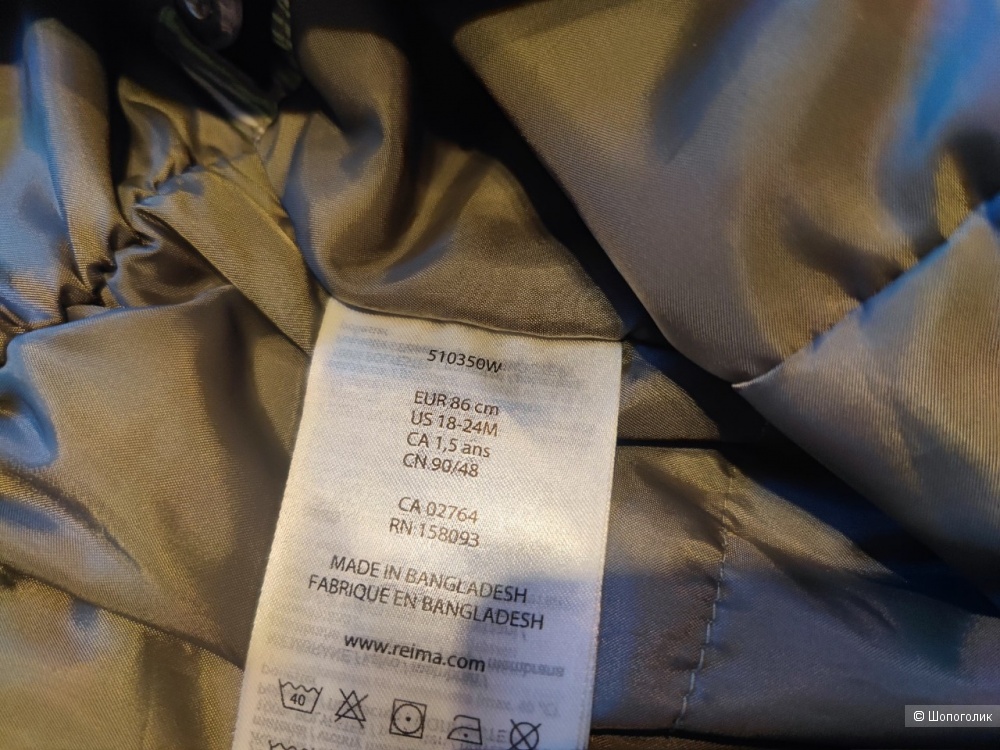 510350W
EUR 86 cm
US 18-24M
CA 1,5 ans
CN 90/48
CA 02764
RN 158093
MADE IN BANGLADESH
FABRIQUE EN BANGLADESH
www.reima.com
40
© Шопоголик